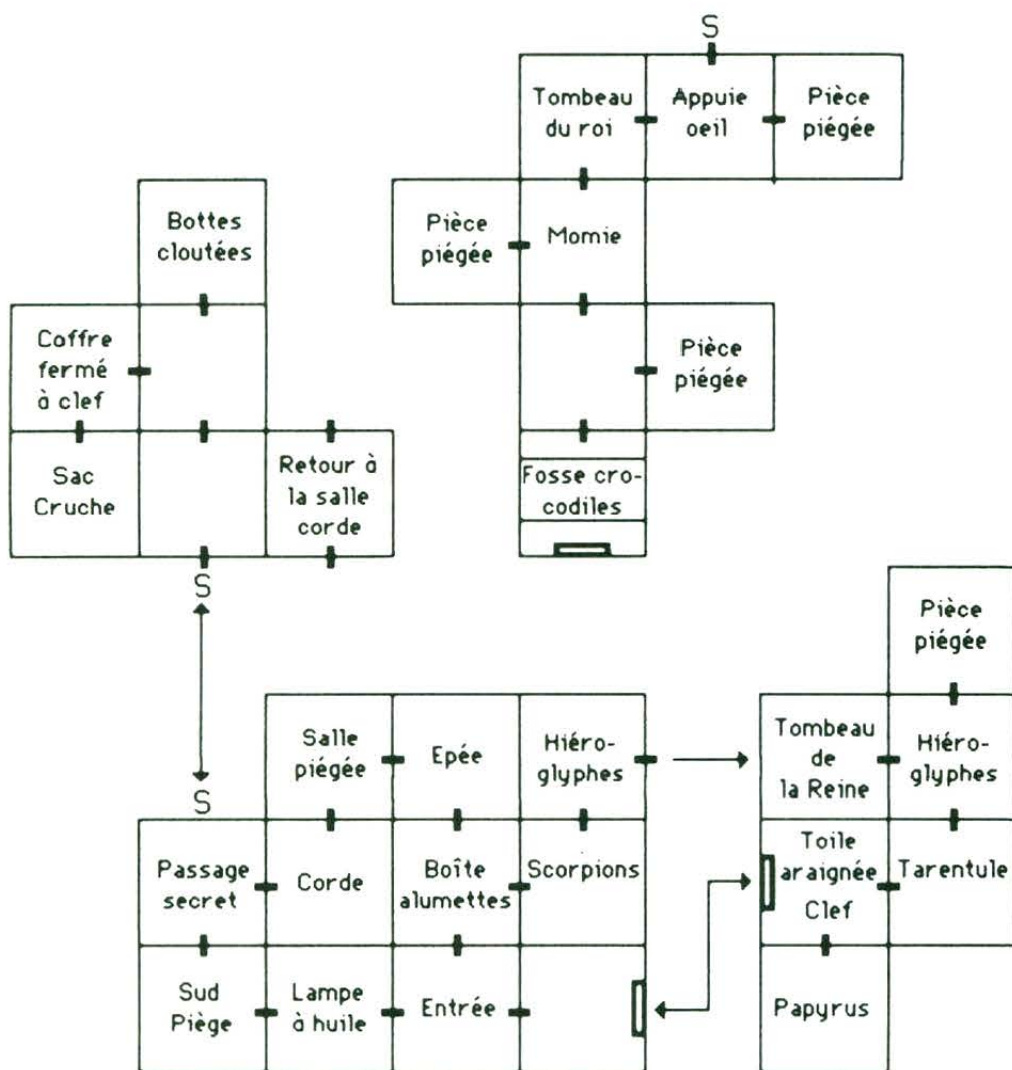 S
Tombeau
du roi
Appuie
oeil
Pièce
piégée
Bottes
cloutées
Pièce
piégée
Momie
Coffre
fermé
à clef
Pièce
piégée
Sac
Cruche
Retour à
la salle
corde
Fosse cro-
codiles
S
Pièce
piégée
S
Salle
piégée
Epée
Hiéro-
glyphes
Tombeau
de
la Reine
Hiéro-
glyphes
Passage
secret
Corde
Boîte
alumettes
Scorpions
Toile
araignée
Clef
Tarentule
Sud
Piège
Lampe
à huile
Entrée
Papyrus